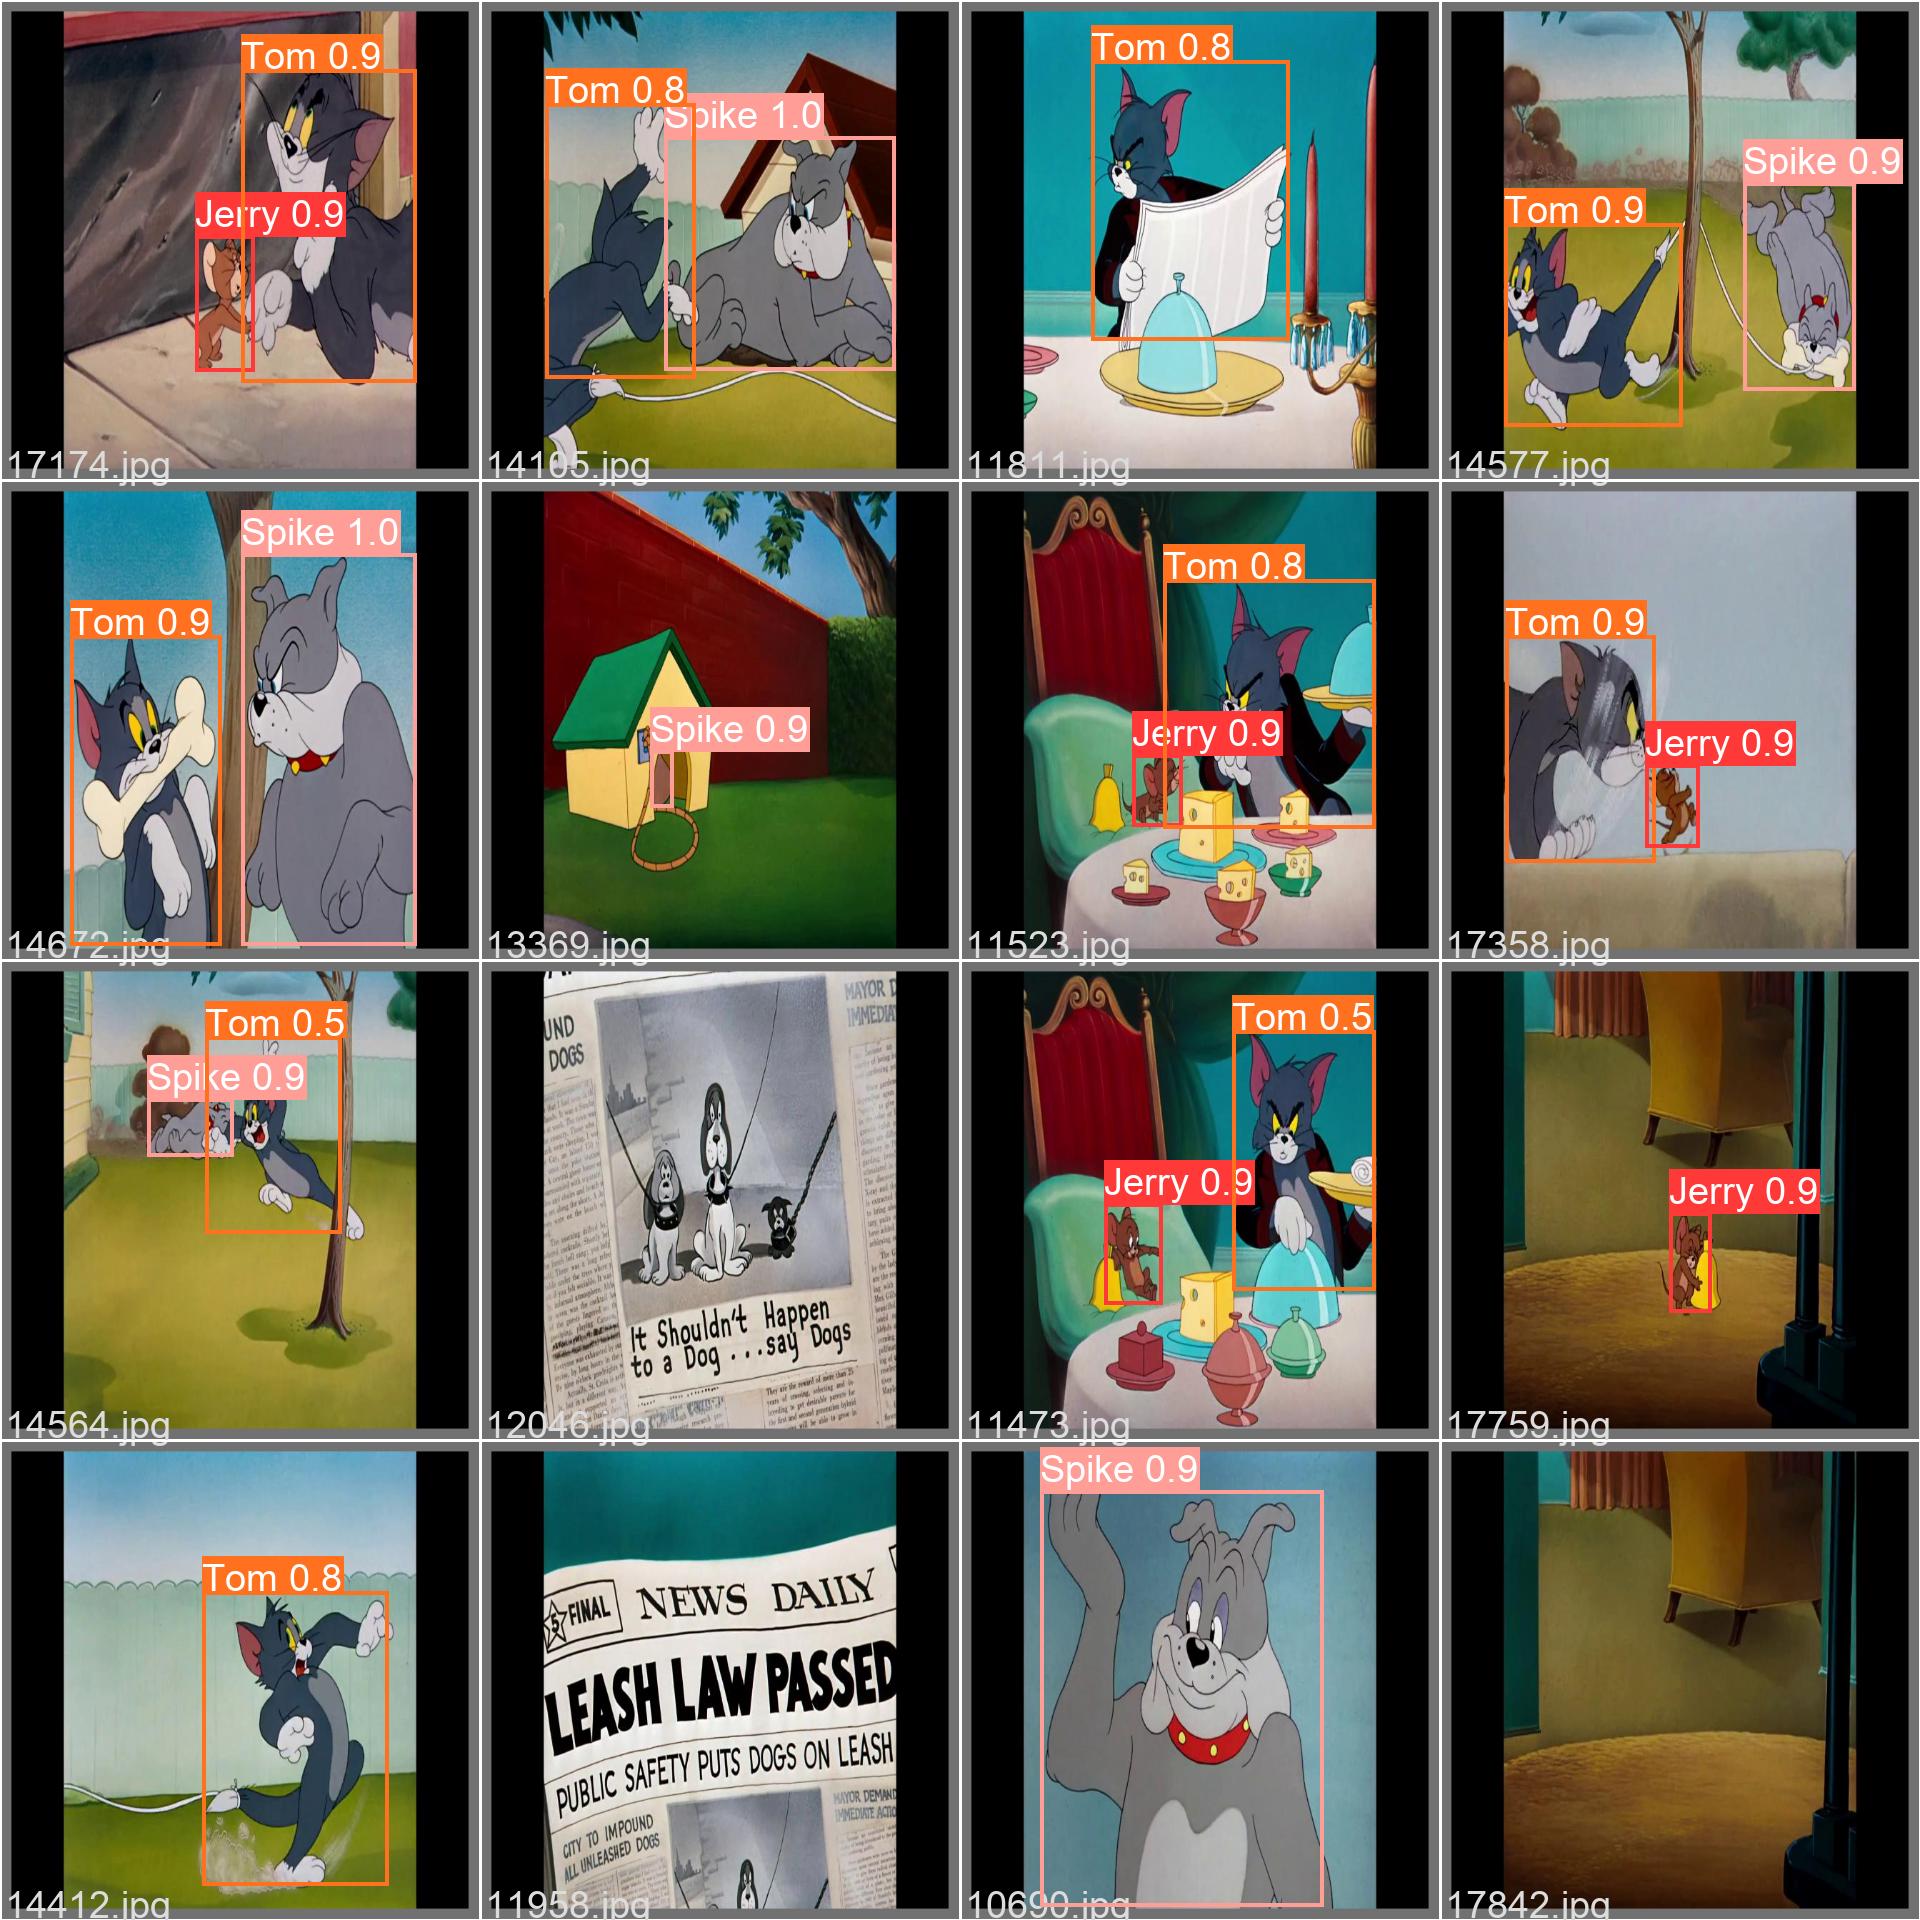 Tom 0.9
Jerry 0.9
17174.jpg
Tom 0.8
Spike 1.0
14105.jpg
Tom 0.8
11811.jpg
Spike 0.9
Tom 0.9
14577.jpg
Spike 1.0
Tom 0.9
14672.jpg
Spike 0.9
13369.jpg
Tom 0.8
Jerry 0.9
11523.jpg
Tom 0.9
Jerry 0.9
17358.jpg
Tom 0.5
Spike 0.9
14564.jpg
MAYOR D
IMMEDIA
UND
DOGS
It Shouldn't Happen
to a Dog ...say Dogs
12046.jpg
Tom 0.5
Jerry 0.9
11473.jpg
Jerry 0.9
17759.jpg
Tom 0.8
14412.jpg
5 FINAL NEWS DAILY
LEASH LAW PASSED
PUBLIC SAFETY PUTS DOGS ON LEASH
CITY TO IMPOUND
ALL UNLEASHED DOGS
MAYOR DEMAND
IMMEDIATE ACTIO
11958.jpg
Spike 0.9
10690.jpg
17842.jpg